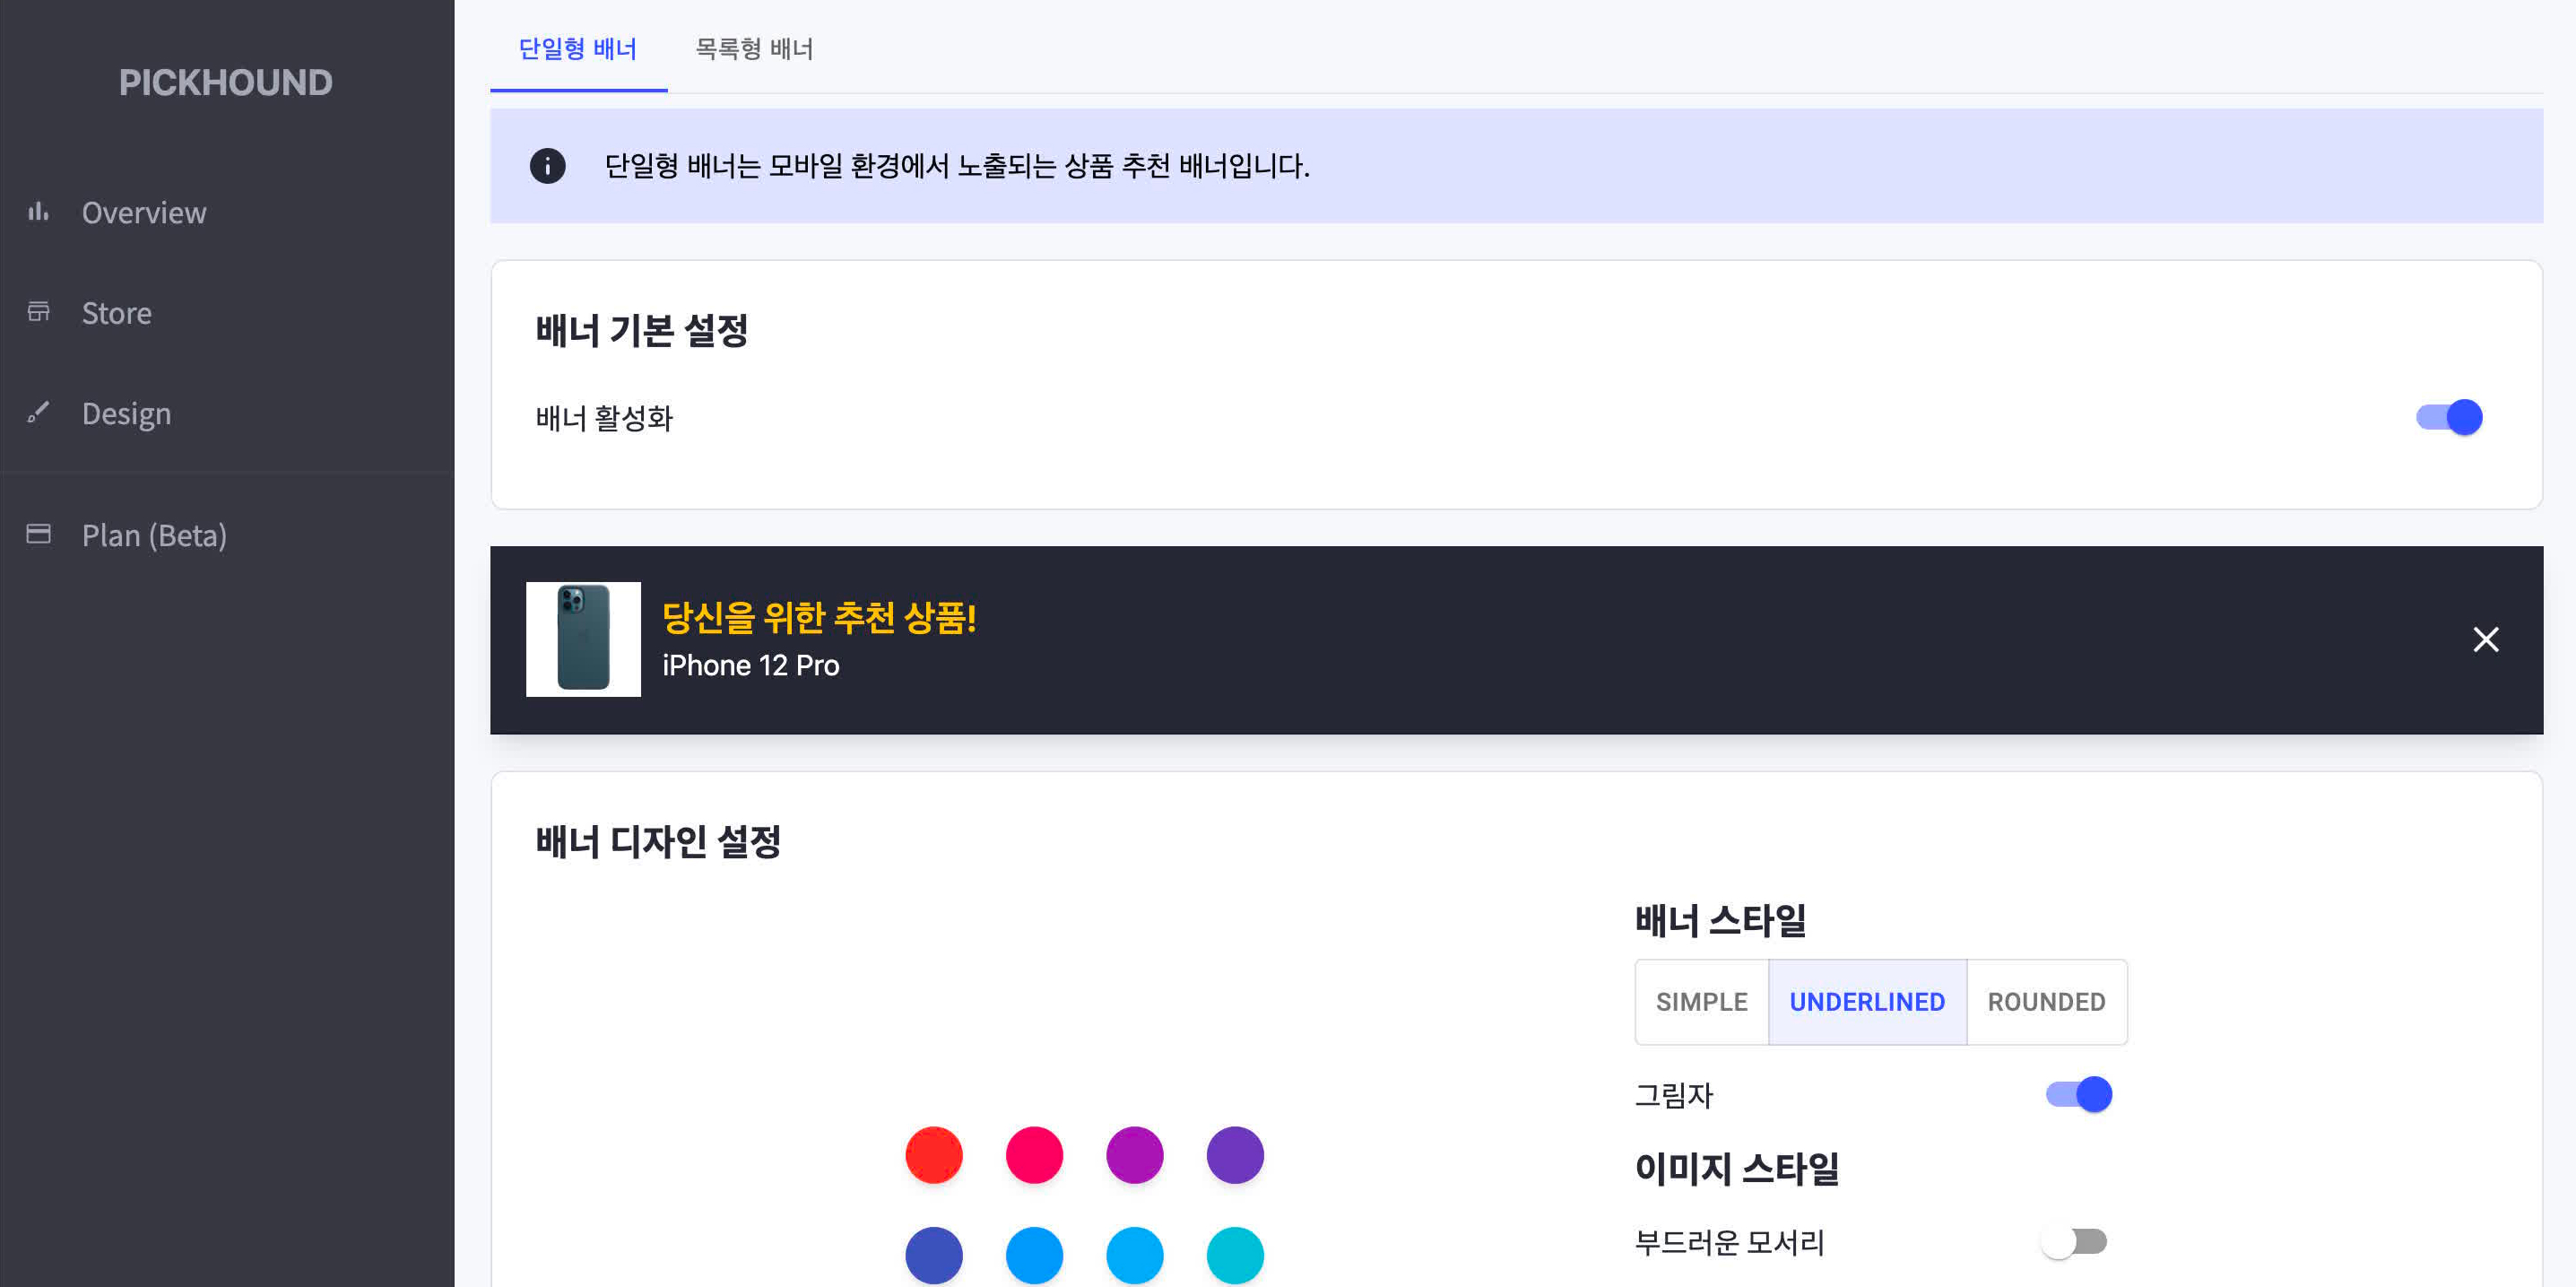 PICKHOUND
Overview
Store
Design
Plan (Beta)
단일형 배너
목록형 배너
단일형 배너는 모바일 환경에서 노출되는 상품 추천 배너입니다.
배너 기본 설정
배너 활성화
당신을 위한 추천 상품!
iPhone 12 Pro
배너 디자인 설정
배너 스타일
SIMPLE
UNDERLINED
ROUNDED
그림자
이미지 스타일
부드러운 모서리